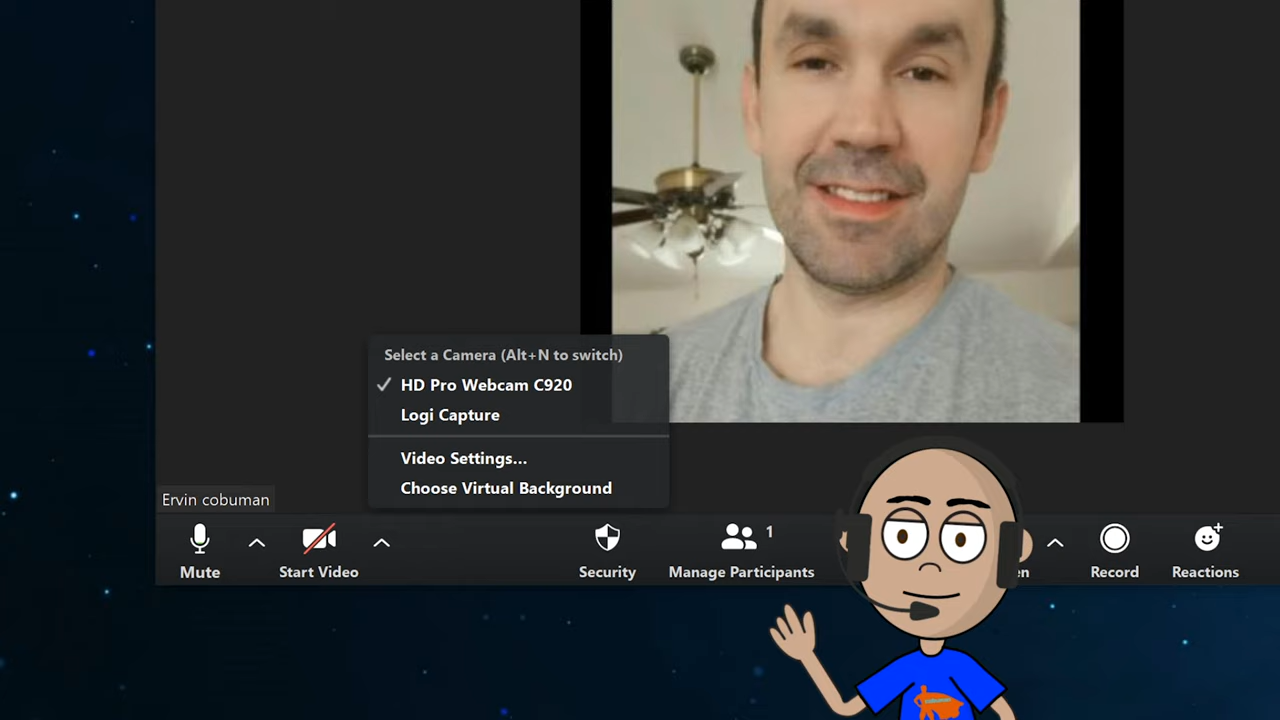 Select a Camera (Alt+N to switch)
HD Pro Webcam C920
Logi Capture
Video Settings...
Choose Virtual Background
Ervin cobuman
1
Mute
Start Video
Security
Manage Participants
en
Record
Reactions